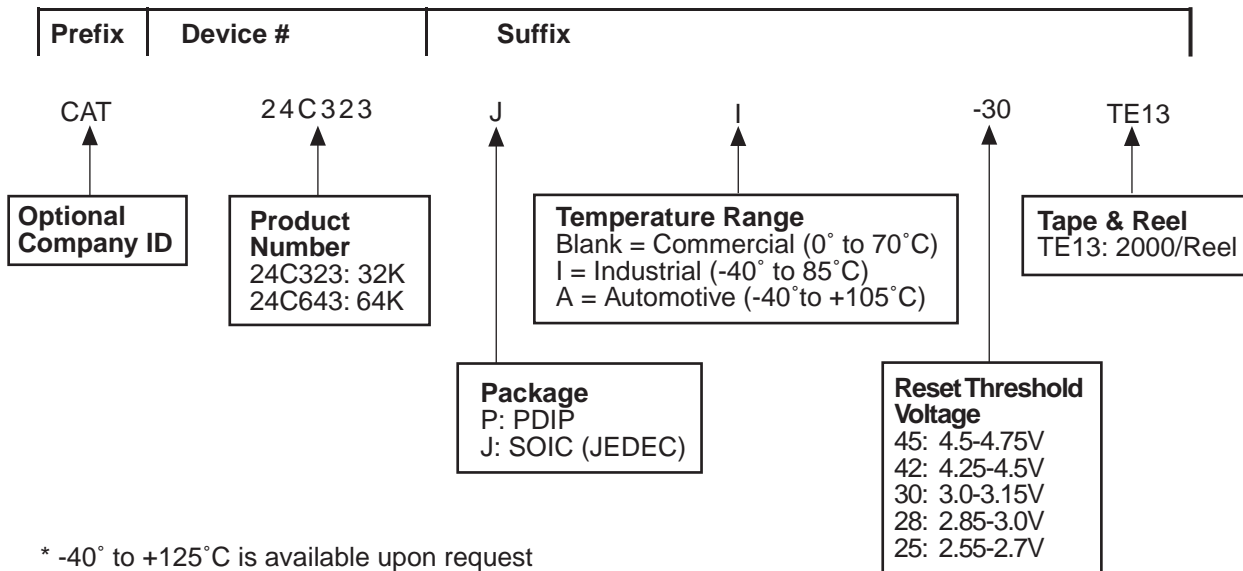 Prefix Device # Suffix
CAT 24C323 J I -30 TE13
Optional
Company ID
Product
Number
24C323: 32K
24C643: 64K
Temperature Range
Blank = Commercial (0˚ to 70˚C)
I = Industrial (-40˚ to 85˚C)
A = Automotive (-40˚to +105˚C)
Tape & Reel
TE13: 2000/Reel
Package
P: PDIP
J: SOIC (JEDEC)
Reset Threshold
Voltage
45: 4.5-4.75V
42: 4.25-4.5V
30: 3.0-3.15V
28: 2.85-3.0V
25: 2.55-2.7V
* -40˚ to +125˚C is available upon request